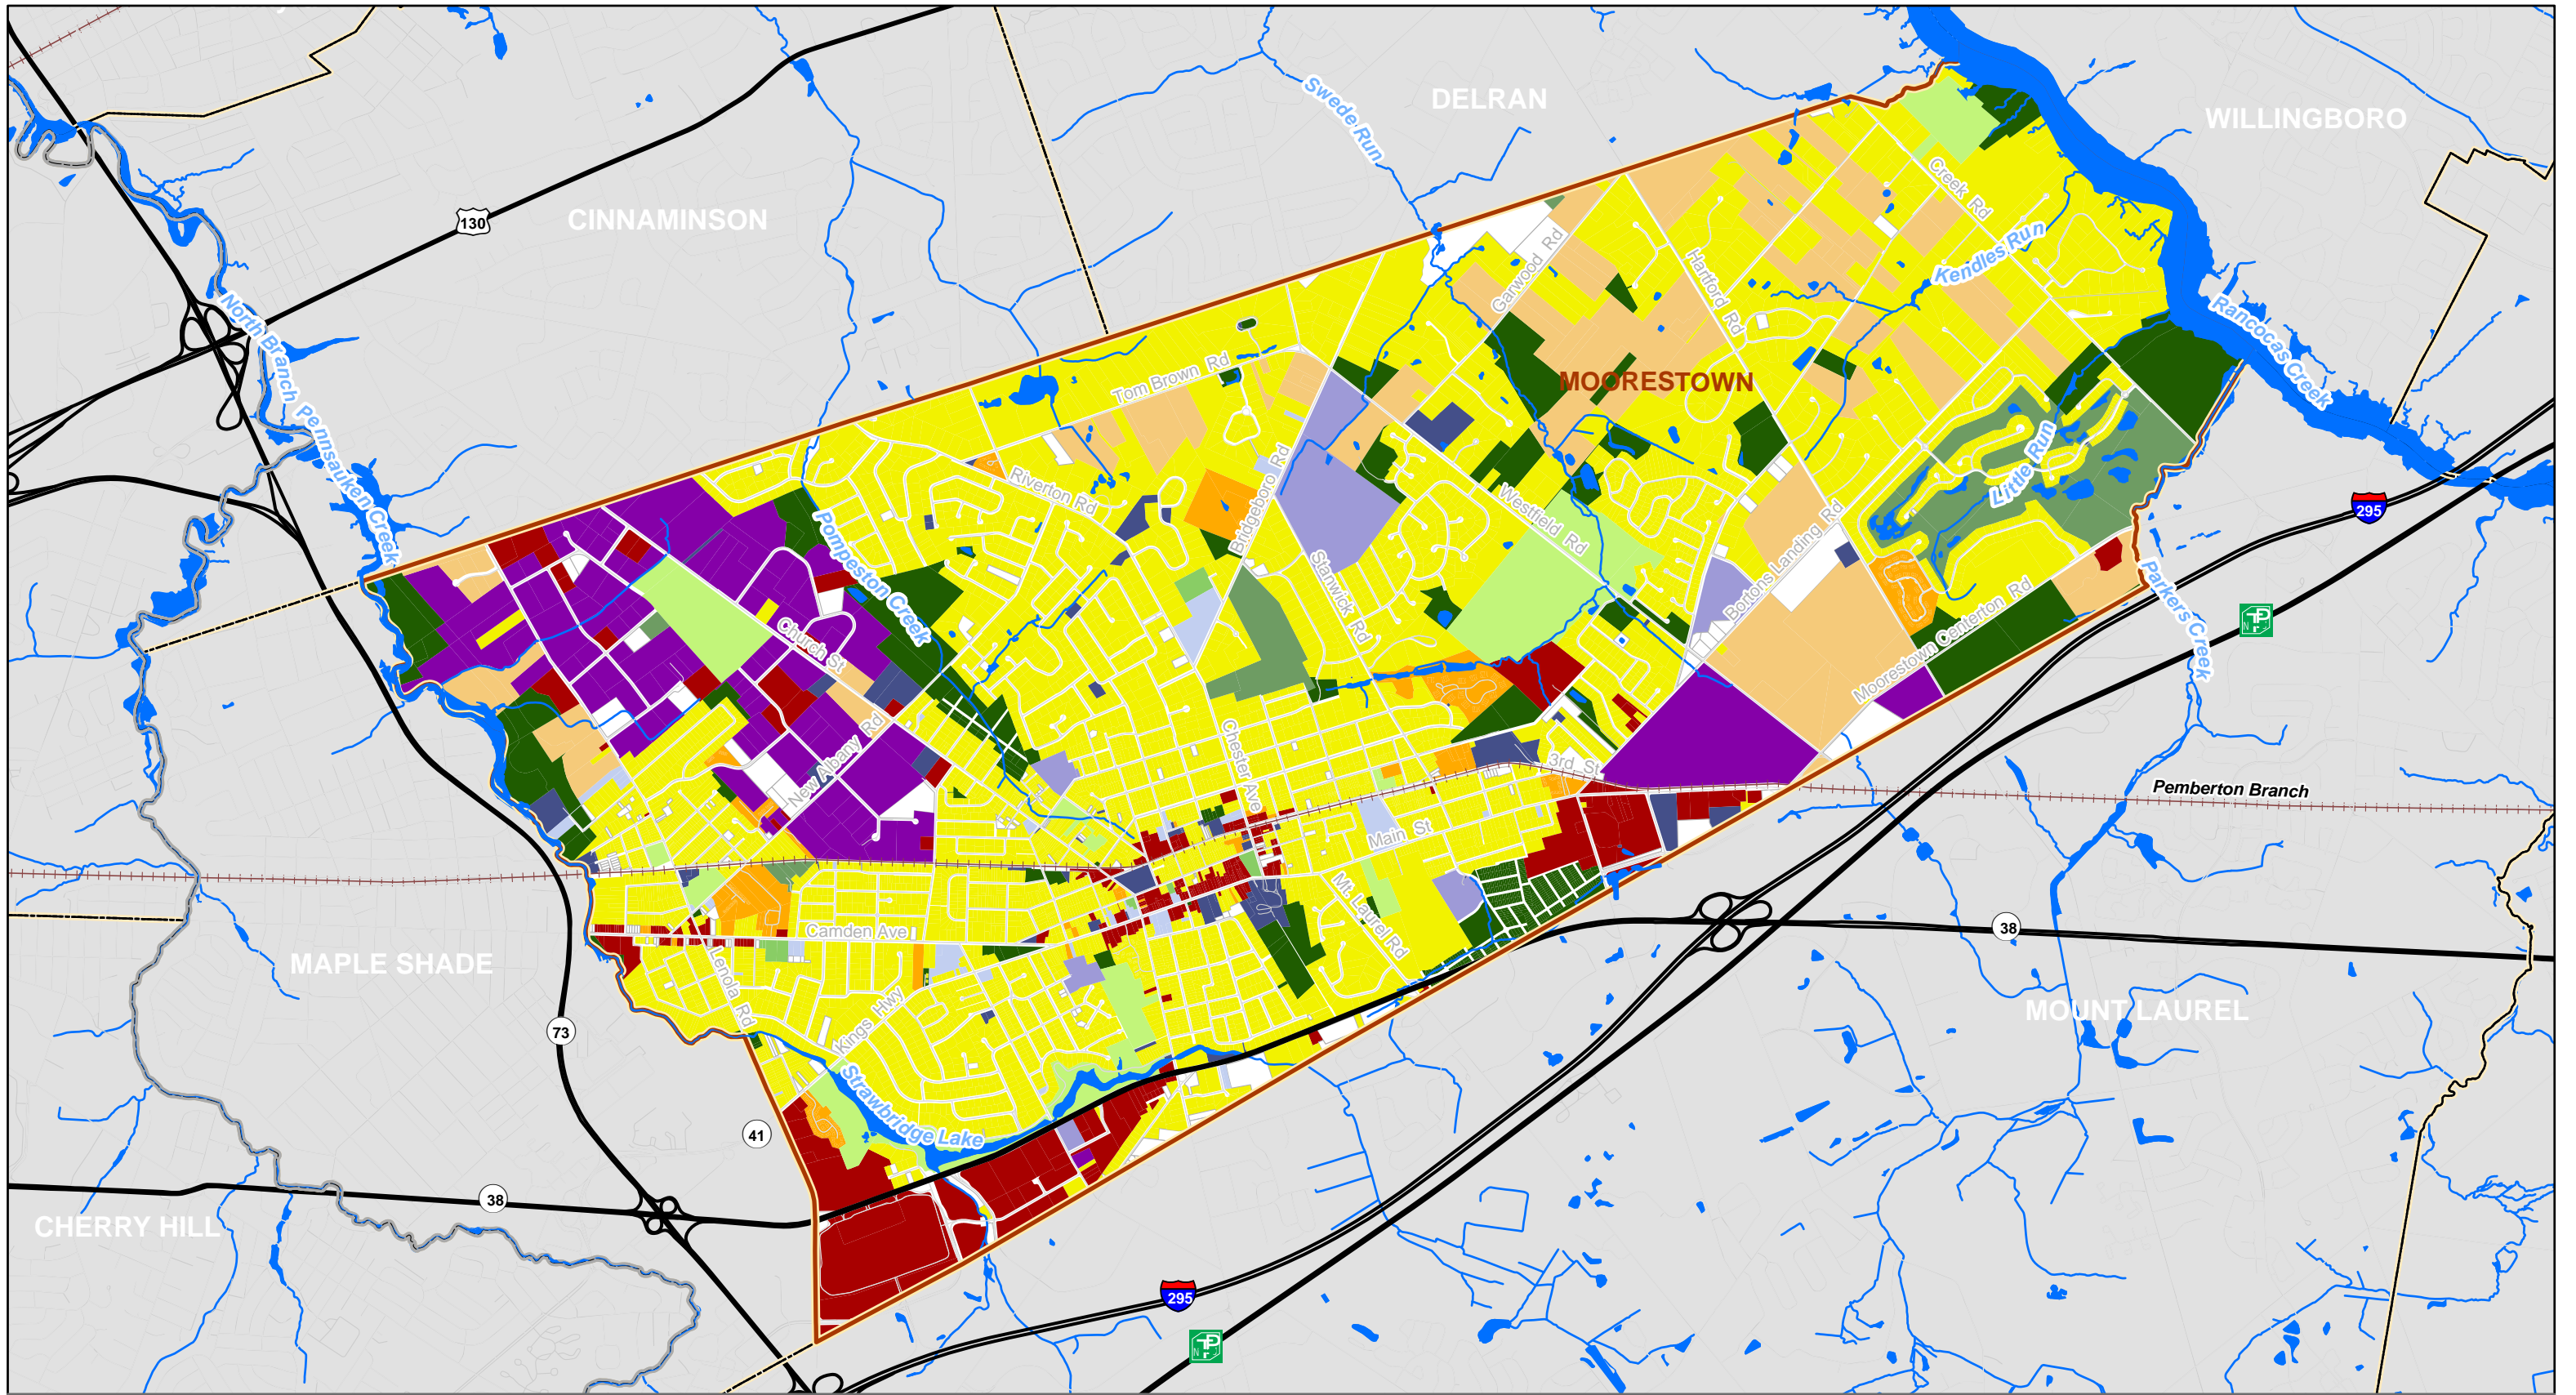 DELRAN
WILLINGBORO
Swede Run
130
CINNAMINSON
Creek Rd
Kendles Run
Garwood Rd
Hartford Rd
North Branch Pennsauken Creek
Rancocas Creek
Tom Brown Rd
MOORESTOWN
Riverton Rd
Bridgeboro Rd
Westfield Rd
Little Run
295
Pompeston Creek
Stanwick Rd
Bortons Landing Rd
Parkers Creek
Church St
Moorestown Centerton Rd
New Albany Rd
Chester Ave
3rd St
Pemberton Branch
Main St
Mt. Laurel Rd
Camden Ave
38
MAPLE SHADE
Lenola Rd
Kings Hwy
MOUNT LAUREL
73
Strawbridge Lake
41
38
CHERRY HILL
295